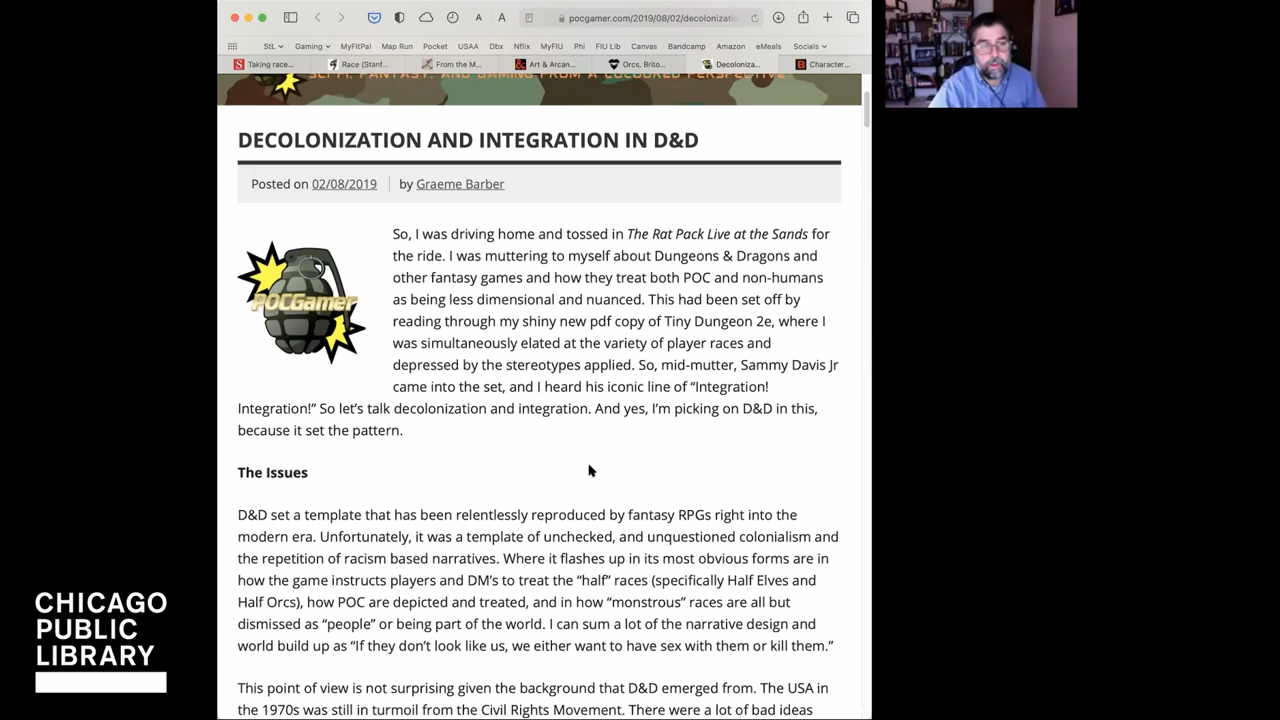 pocgamer.com/2019/08/02/decolonizatio
A A
StL Gaming MyFitPal Map Run Pocket USAA Dbx Nflix MyFIU Phi FIU Lib Canvas Bandcamp Amazon eMeals Socials
Taking race... Race (Stanf... From the M... Art & Arcan... Orcs, Brito... Decoloniza... Character...
SCI-FI, FANTASY, AND GAMING FROM A COLOURED PERSPECTIVE
DECOLONIZATION AND INTEGRATION IN D&D
Posted on 02/08/2019 by Graeme Barber
POCGamer
So, I was driving home and tossed in The Rat Pack Live at the Sands for
the ride. I was muttering to myself about Dungeons & Dragons and
other fantasy games and how they treat both POC and non-humans
as being less dimensional and nuanced. This had been set off by
reading through my shiny new pdf copy of Tiny Dungeon 2e, where I
was simultaneously elated at the variety of player races and
depressed by the stereotypes applied. So, mid-mutter, Sammy Davis Jr
came into the set, and I heard his iconic line of “Integration!
Integration!” So let’s talk decolonization and integration. And yes, I’m picking on D&D in this,
because it set the pattern.
The Issues
D&D set a template that has been relentlessly reproduced by fantasy RPGs right into the
modern era. Unfortunately, it was a template of unchecked, and unquestioned colonialism and
the repetition of racism based narratives. Where it flashes up in its most obvious forms are in
how the game instructs players and DM’s to treat the “half” races (specifically Half Elves and
Half Orcs), how POC are depicted and treated, and in how “monstrous” races are all but
dismissed as “people” or being part of the world. I can sum a lot of the narrative design and
world build up as “If they don’t look like us, we either want to have sex with them or kill them.”
This point of view is not surprising given the background that D&D emerged from. The USA in
the 1970s was still in turmoil from the Civil Rights Movement. There were a lot of bad ideas
CHICAGO
PUBLIC
LIBRARY